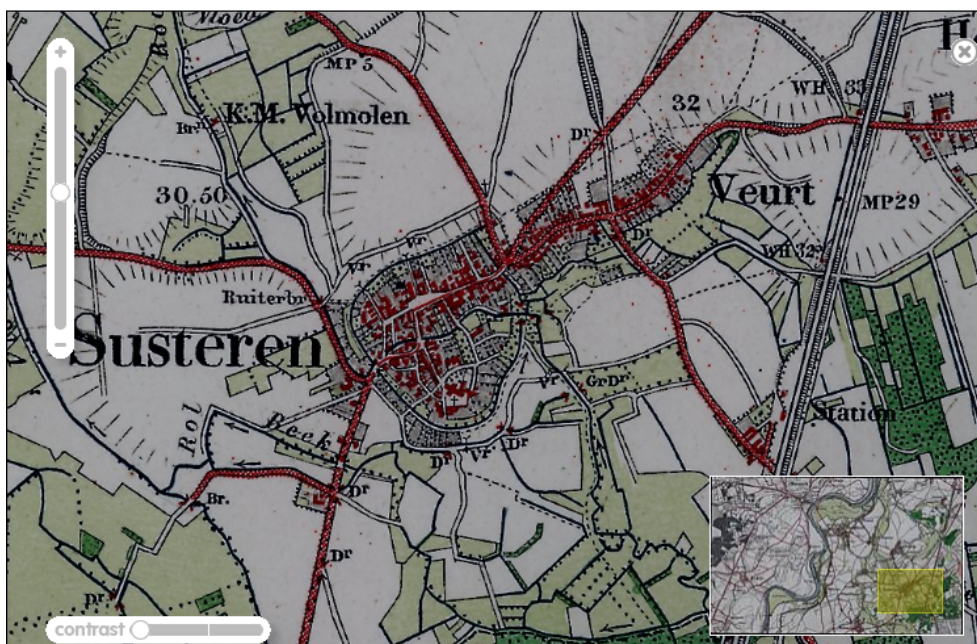 MP 5
K.M. Volmolen
Br.
32
WH. 33
Dr
30.50
Veurt
MP29
Dr
Vr
Vr
WH 32
Ruiterbr
Susteren
Vr
GrDr
Station
Rol
Beek
Dr
Vr
Dr
Br.
Dr
Dr
Dr
contrast